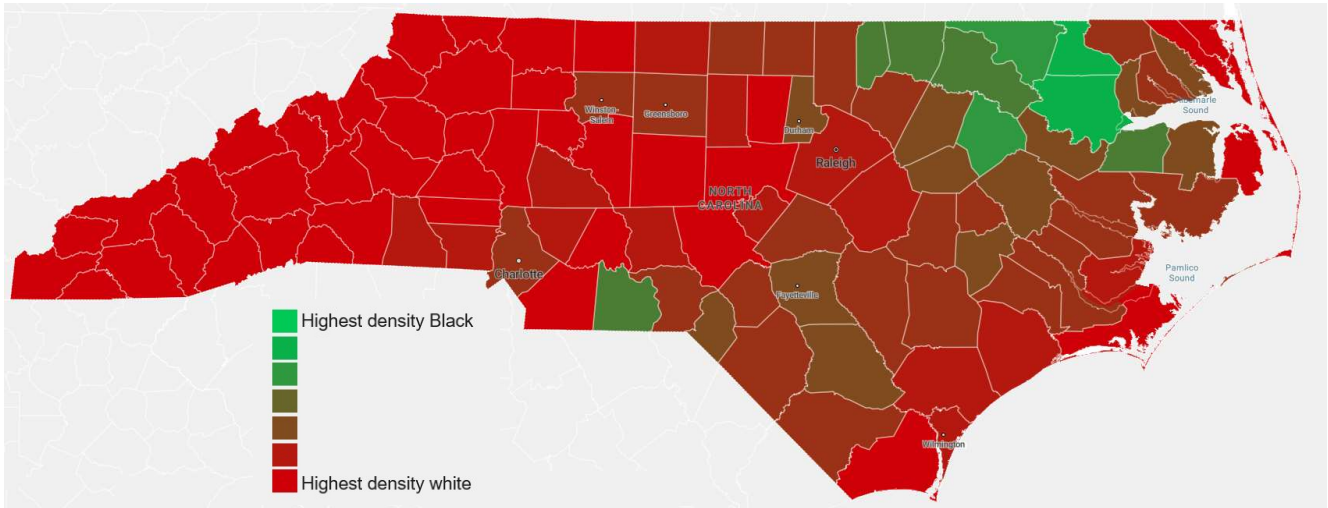 Winston-
Salem
Greensboro
Durham
Albemarle
Sound
Raleigh
NORTH
CAROLINA
Charlotte
Fayetteville
Pamlico
Sound
Highest density Black
Wilmington
Highest density white